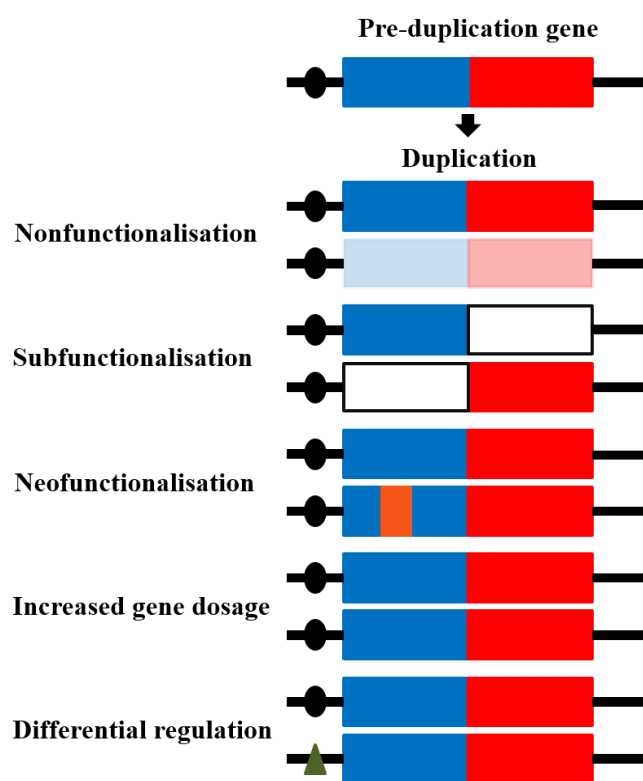 Pre-duplication gene
Duplication
Nonfunctionalisation
Subfunctionalisation
Neofunctionalisation
Increased gene dosage
Differential regulation